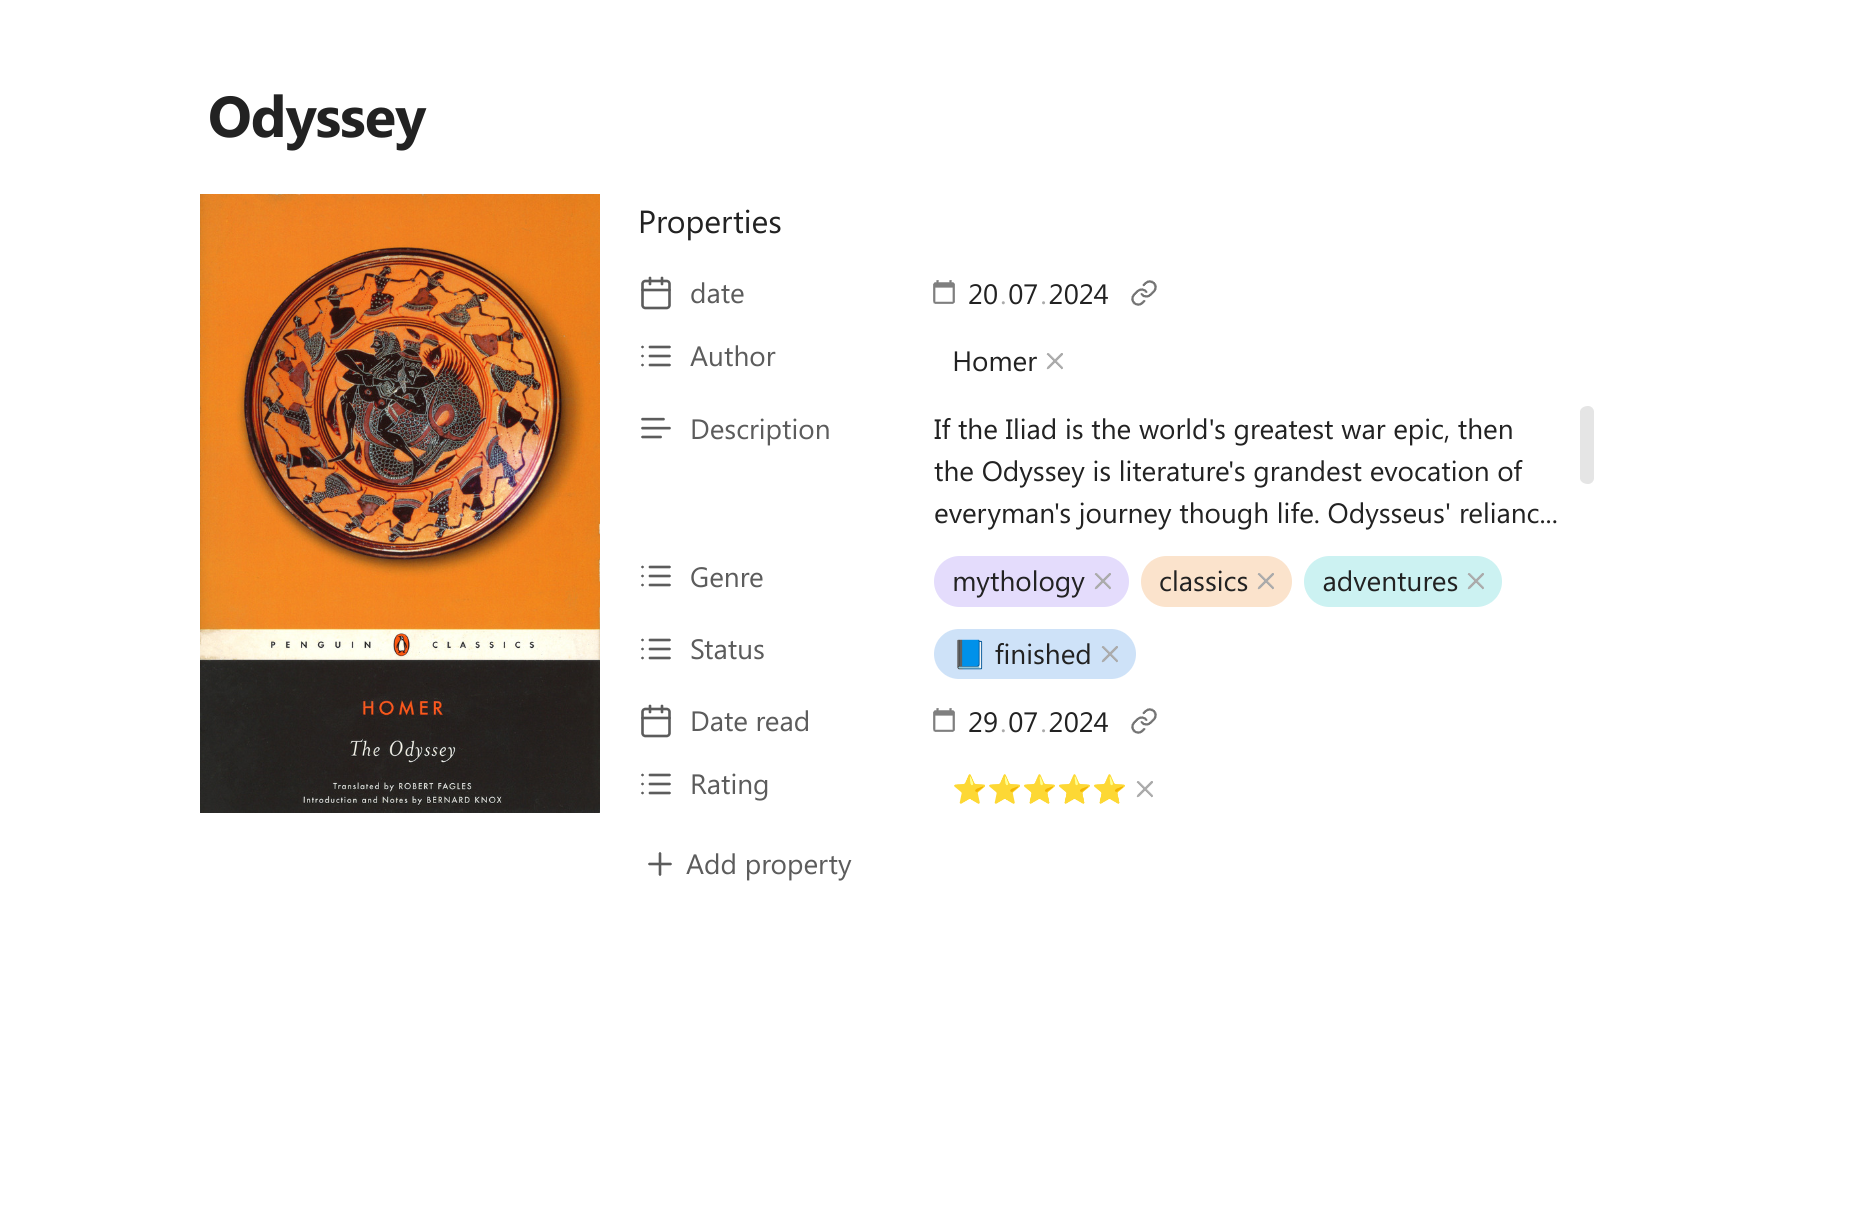 Odyssey
PENGUIN CLASSICS
HOMER
The Odyssey
Translated by ROBERT FAGLES
Introduction and Notes by BERNARD KNOX
Properties
date 20.07.2024
Author Homer
Description If the Iliad is the world's greatest war epic, then
the Odyssey is literature's grandest evocation of
everyman's journey though life. Odysseus' relianc...
Genre mythology classics adventures
Status finished
Date read 29.07.2024
Rating ⭐⭐⭐⭐⭐
Add property